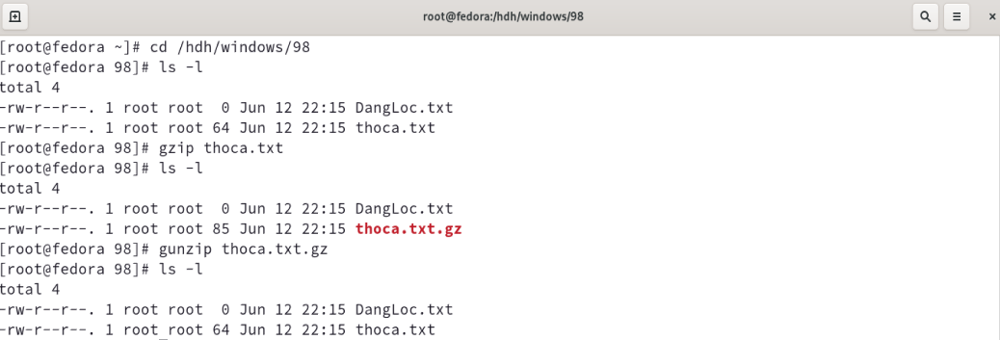 root@fedora:/hdh/windows/98
[root@fedora ~]# cd /hdh/windows/98
[root@fedora 98]# ls -l
total 4
-rw-r--r--. 1 root root  0 Jun 12 22:15 DangLoc.txt
-rw-r--r--. 1 root root 64 Jun 12 22:15 thoca.txt
[root@fedora 98]# gzip thoca.txt
[root@fedora 98]# ls -l
total 4
-rw-r--r--. 1 root root  0 Jun 12 22:15 DangLoc.txt
-rw-r--r--. 1 root root 85 Jun 12 22:15 thoca.txt.gz
[root@fedora 98]# gunzip thoca.txt.gz
[root@fedora 98]# ls -l
total 4
-rw-r--r--. 1 root root  0 Jun 12 22:15 DangLoc.txt
-rw-r--r--. 1 root root 64 Jun 12 22:15 thoca.txt